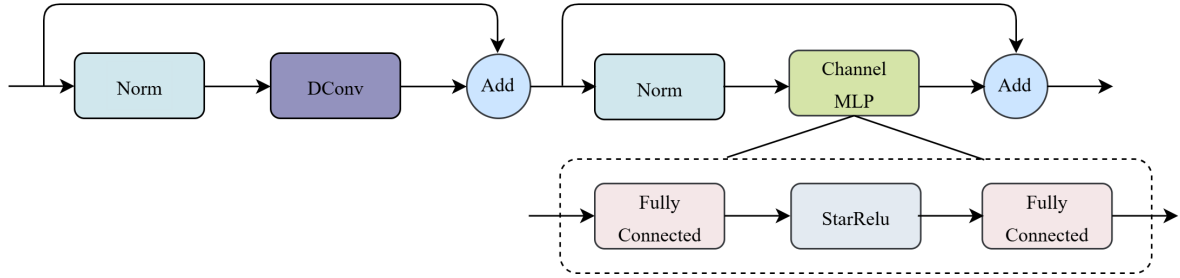 Norm
DConv
Add
Norm
Channel
MLP
Add
Fully
Connected
StarRelu
Fully
Connected